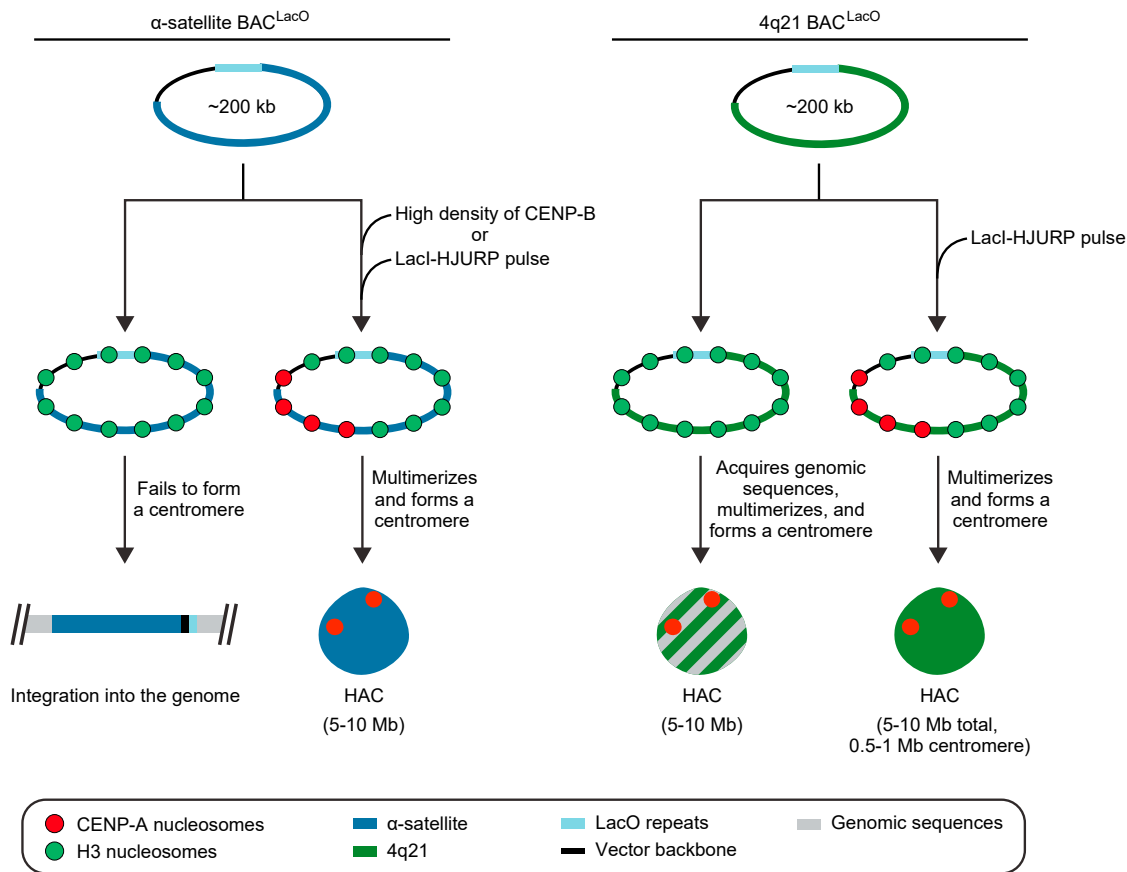 α-satellite BAC^LacO
4q21 BAC^LacO
~200 kb
~200 kb
High density of CENP-B
or
LacI-HJURP pulse
LacI-HJURP pulse
Fails to form
a centromere
Multimerizes
and forms a
centromere
Acquires genomic
sequences,
multimerizes, and
forms a centromere
Multimerizes
and forms a
centromere
Integration into the genome
HAC
(5-10 Mb)
HAC
(5-10 Mb)
HAC
(5-10 Mb total,
0.5-1 Mb centromere)
CENP-A nucleosomes
H3 nucleosomes
α-satellite
4q21
LacO repeats
Vector backbone
Genomic sequences